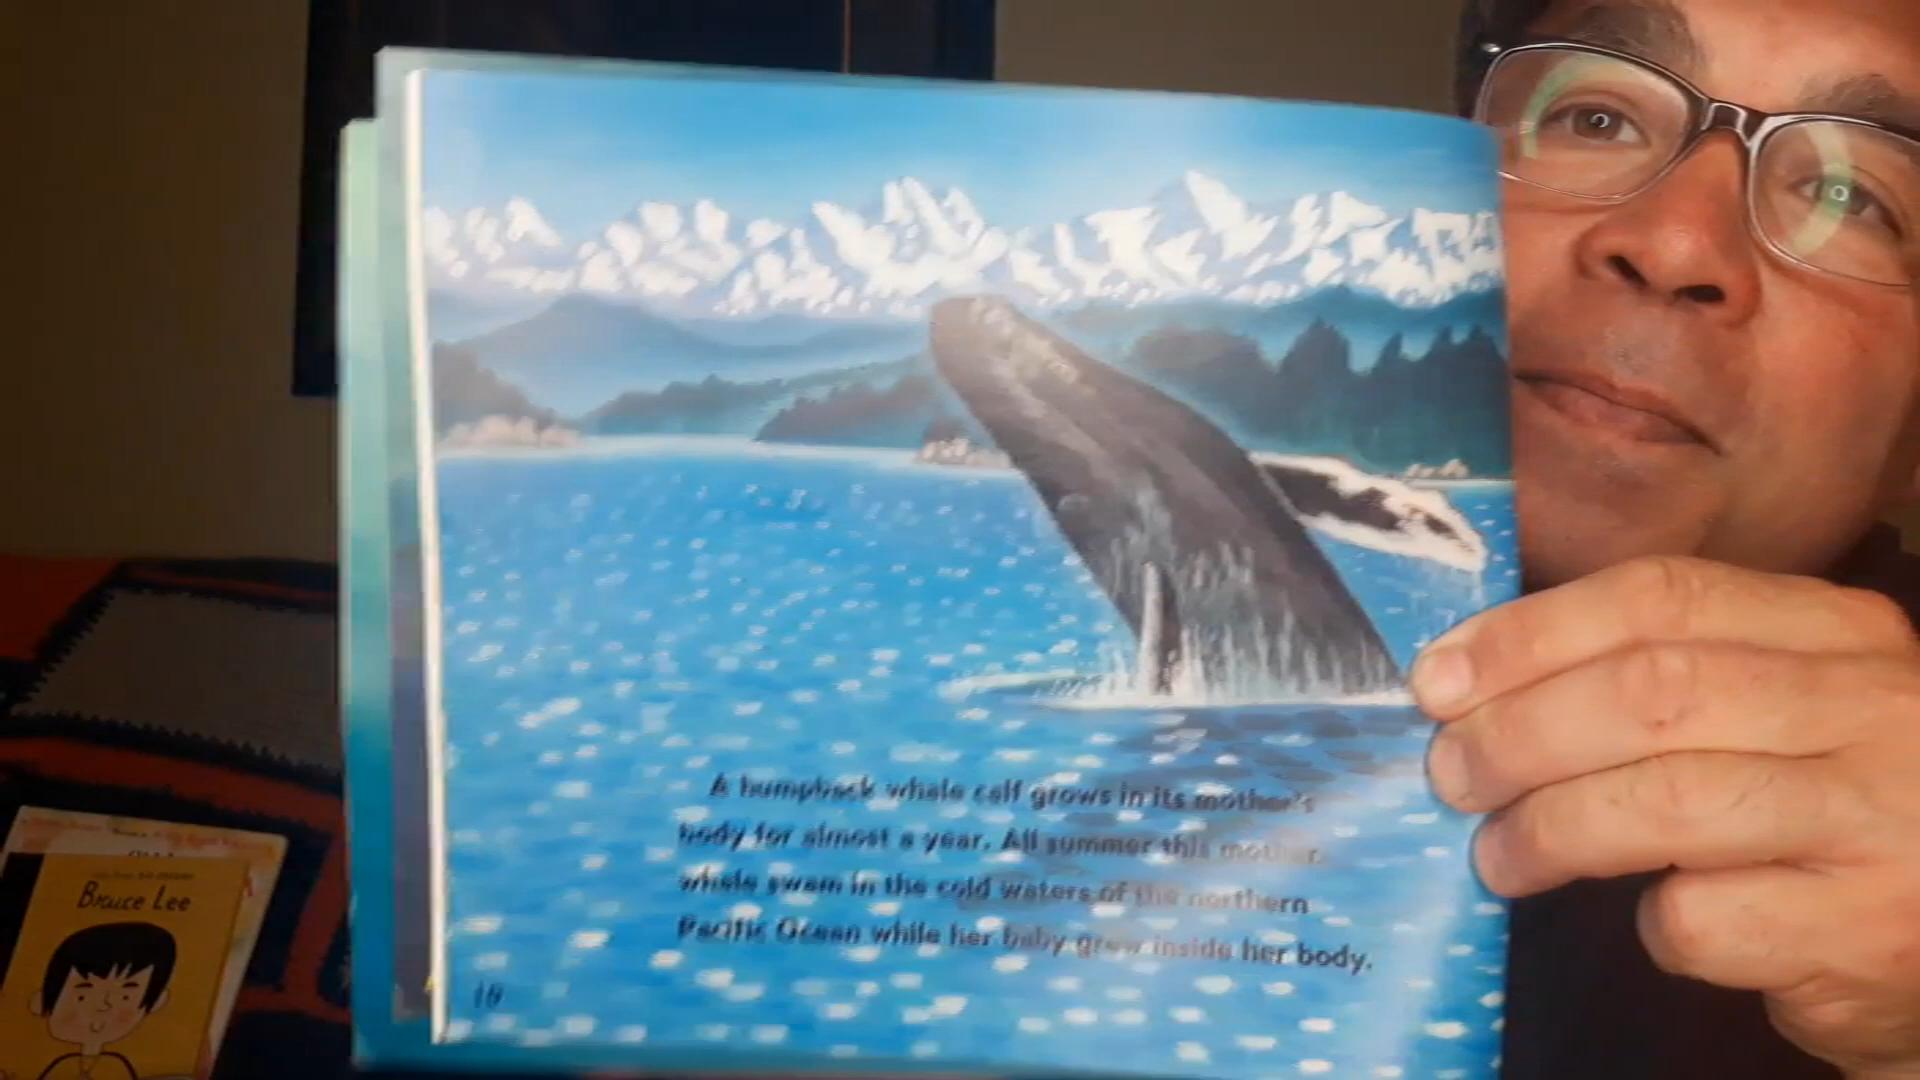 A humpback whale calf grows in its mother's
body for almost a year. All summer this mother
whale swam in the cold waters of the northern
Pacific Ocean while her baby grew inside her body.
Bruce Lee